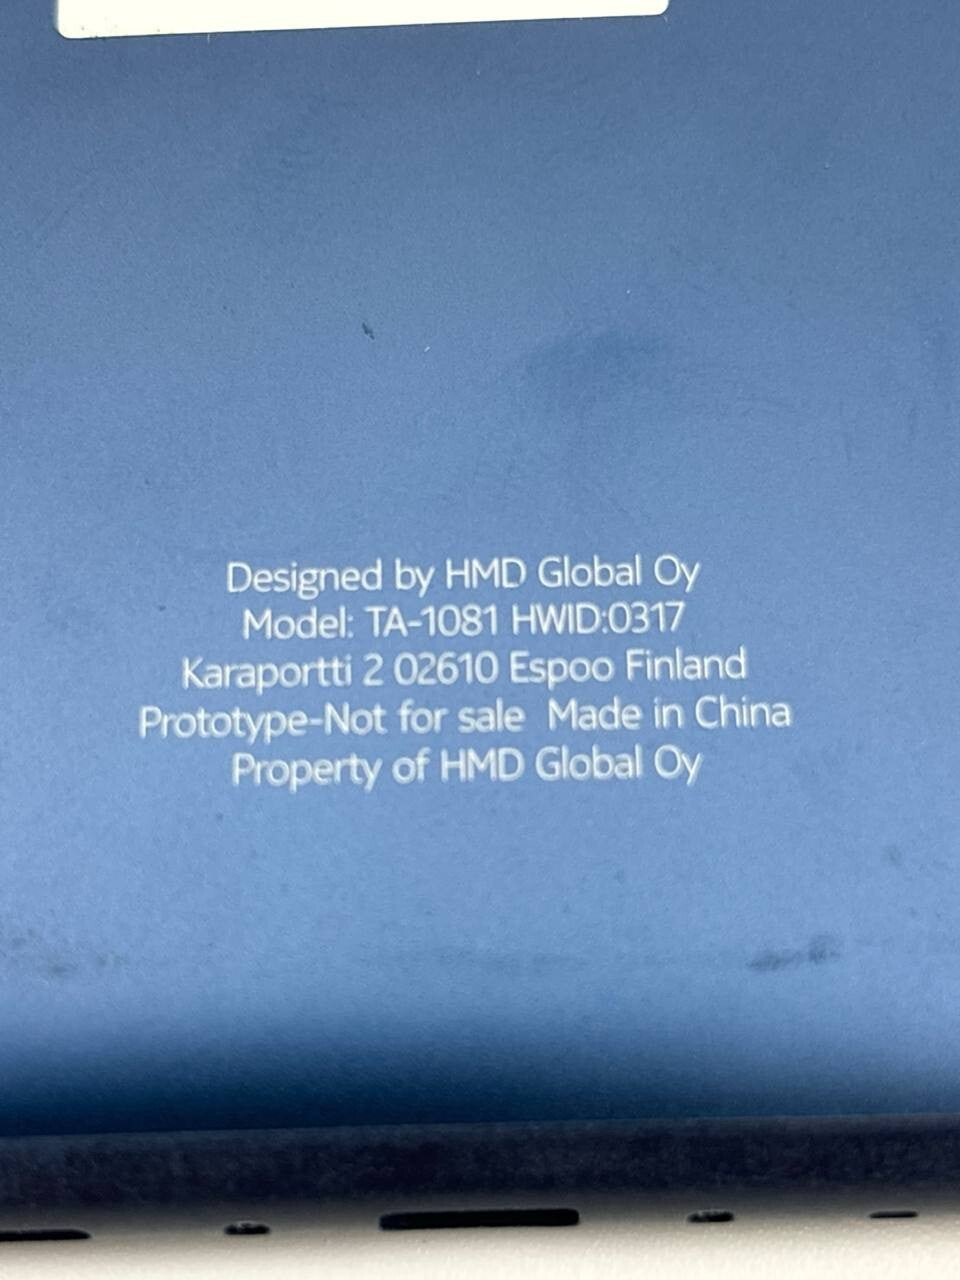 Designed by HMD Global Oy
Model: TA-1081 HWID:0317
Karaportti 2 02610 Espoo Finland
Prototype-Not for sale  Made in China
Property of HMD Global Oy